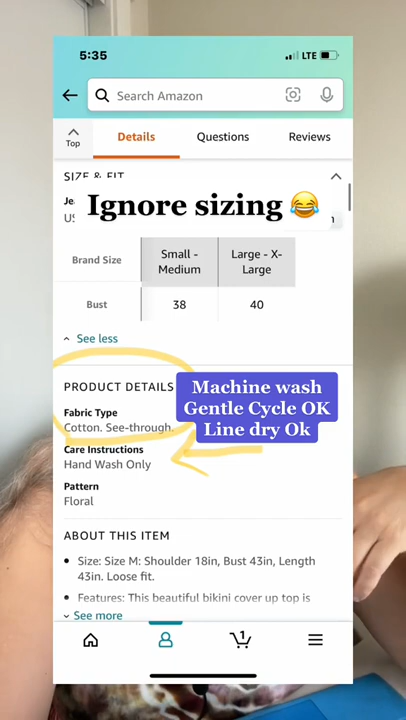 5:35
LTE
Search Amazon
Top
Details
Questions
Reviews
SIZE & FIT
Ignore sizing 😂
Brand Size
Small -
Medium
Large - X-
Large
Bust
38
40
See less
PRODUCT DETAILS
Machine wash
Gentle Cycle OK
Line dry Ok
Fabric Type
Cotton. See-through.
Care Instructions
Hand Wash Only
Pattern
Floral
ABOUT THIS ITEM
Size: Size M: Shoulder 18in, Bust 43in, Length
43in. Loose fit.
Features: This beautiful bikini cover up top is
See more
1